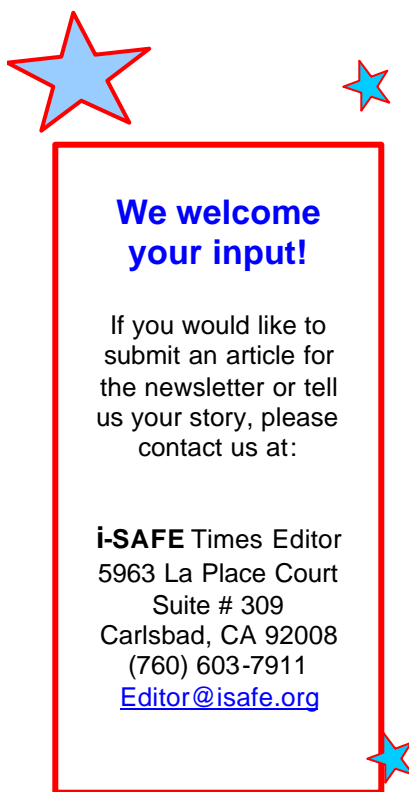 We welcome
your input!
If you would like to
submit an article for
the newsletter or tell
us your story, please
contact us at:
i-SAFE Times Editor
5963 La Place Court
Suite # 309
Carlsbad, CA 92008
(760) 603-7911
Editor@isafe.org